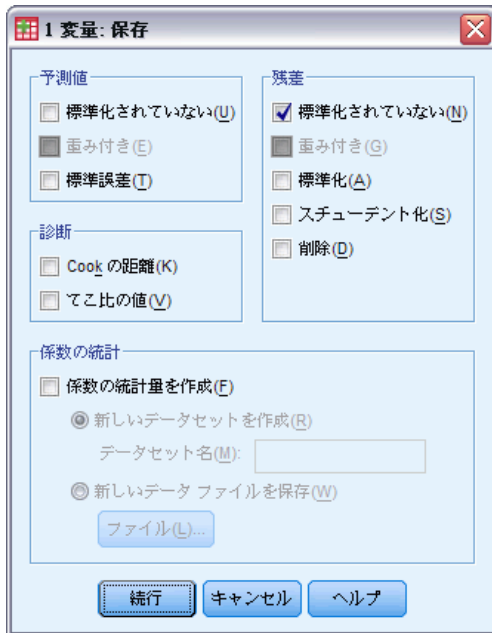 1 変量: 保存
予測値
標準化されていない(U)
重み付き(E)
標準誤差(T)
診断
Cook の距離(K)
てこ比の値(V)
残差
標準化されていない(N)
重み付き(G)
標準化(A)
スチューデント化(S)
削除(D)
係数の統計
係数の統計量を作成(F)
新しいデータセットを作成(R)
データセット名(M):
新しいデータ ファイルを保存(W)
ファイル(L)...
続行
キャンセル
ヘルプ